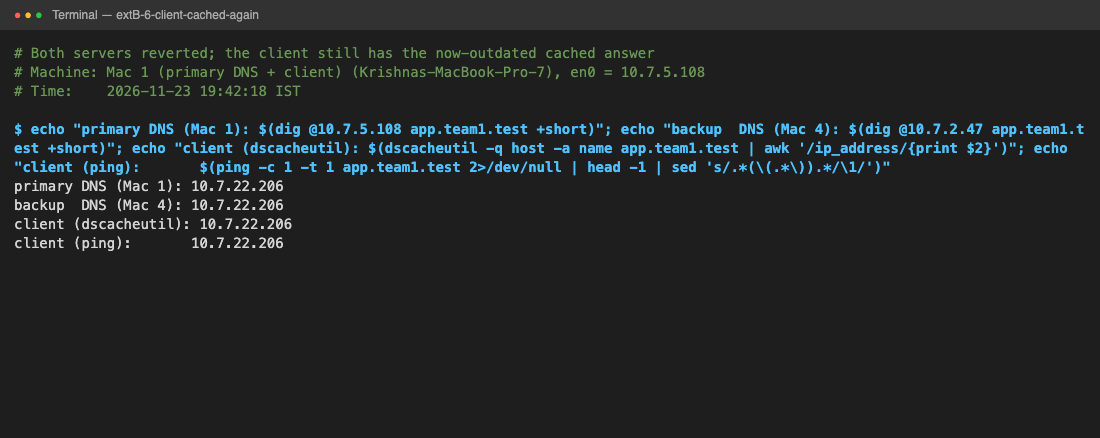 Terminal — extB-6-client-cached-again
# Both servers reverted; the client still has the now-outdated cached answer
# Machine: Mac 1 (primary DNS + client) (Krishnas-MacBook-Pro-7), en0 = 10.7.5.108
# Time:    2026-11-23 19:42:18 IST
$ echo "primary DNS (Mac 1): $(dig @10.7.5.108 app.team1.test +short)"; echo "backup  DNS (Mac 4): $(dig @10.7.2.47 app.team1.t
est +short)"; echo "client (dscacheutil): $(dscacheutil -q host -a name app.team1.test | awk '/ip_address/{print $2}')"; echo
"client (ping):       $(ping -c 1 -t 1 app.team1.test 2>/dev/null | head -1 | sed 's/.*(\(.*\)).*/\1/')"
primary DNS (Mac 1): 10.7.22.206
backup  DNS (Mac 4): 10.7.22.206
client (dscacheutil): 10.7.22.206
client (ping):       10.7.22.206